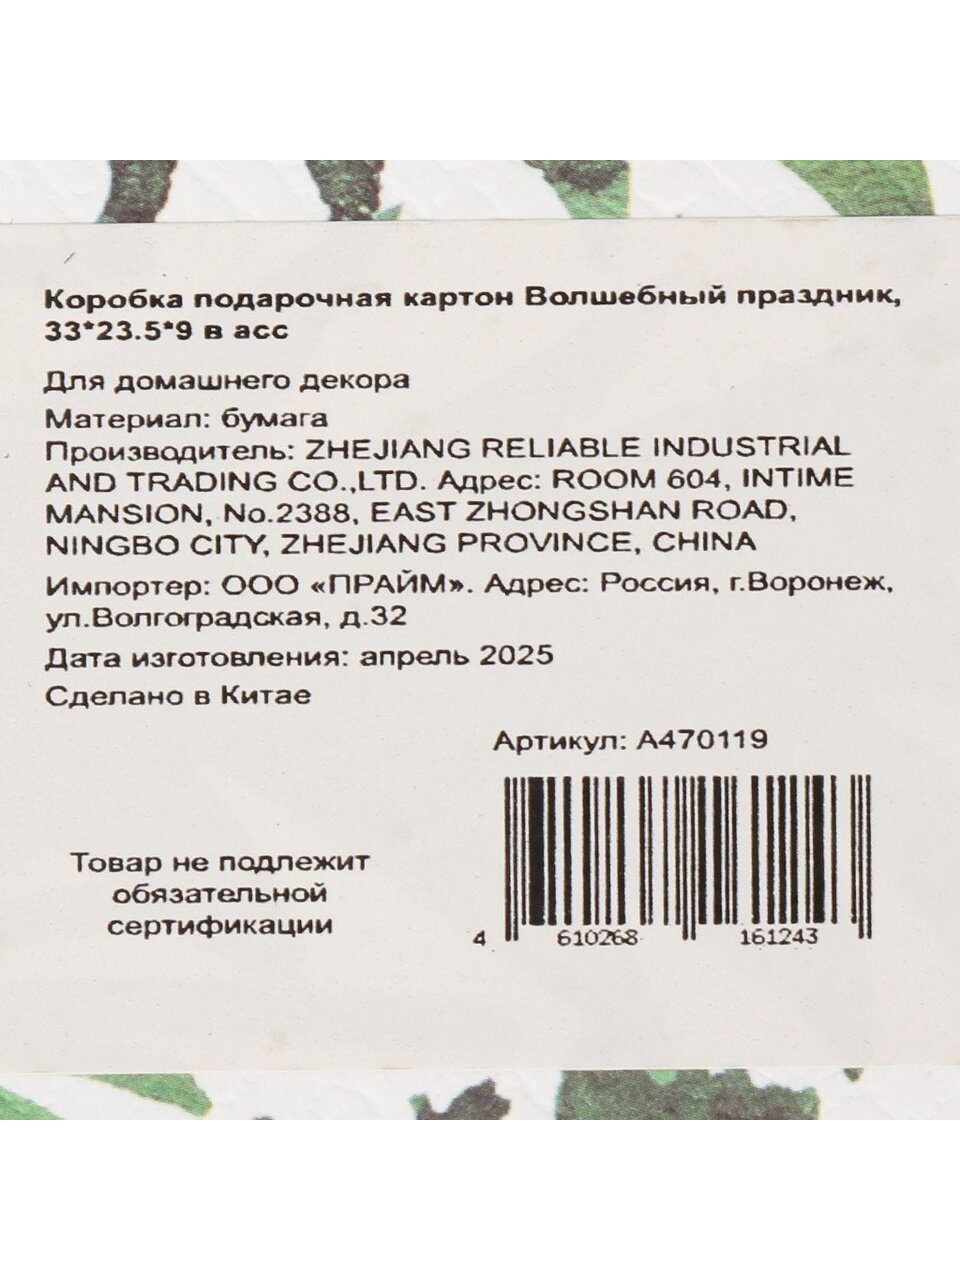 Коробка подарочная картон Волшебный праздник,
33*23.5*9 в асс
Для домашнего декора
Материал: бумага
Производитель: ZHEJIANG RELIABLE INDUSTRIAL
AND TRADING CO.,LTD. Адрес: ROOM 604, INTIME
MANSION, No.2388, EAST ZHONGSHAN ROAD,
NINGBO CITY, ZHEJIANG PROVINCE, CHINA
Импортер: ООО «ПРАЙМ». Адрес: Россия, г.Воронеж,
ул.Волгоградская, д.32
Дата изготовления: апрель 2025
Сделано в Китае
Артикул: A470119
Товар не подлежит
обязательной
сертификации
4 610268 161243